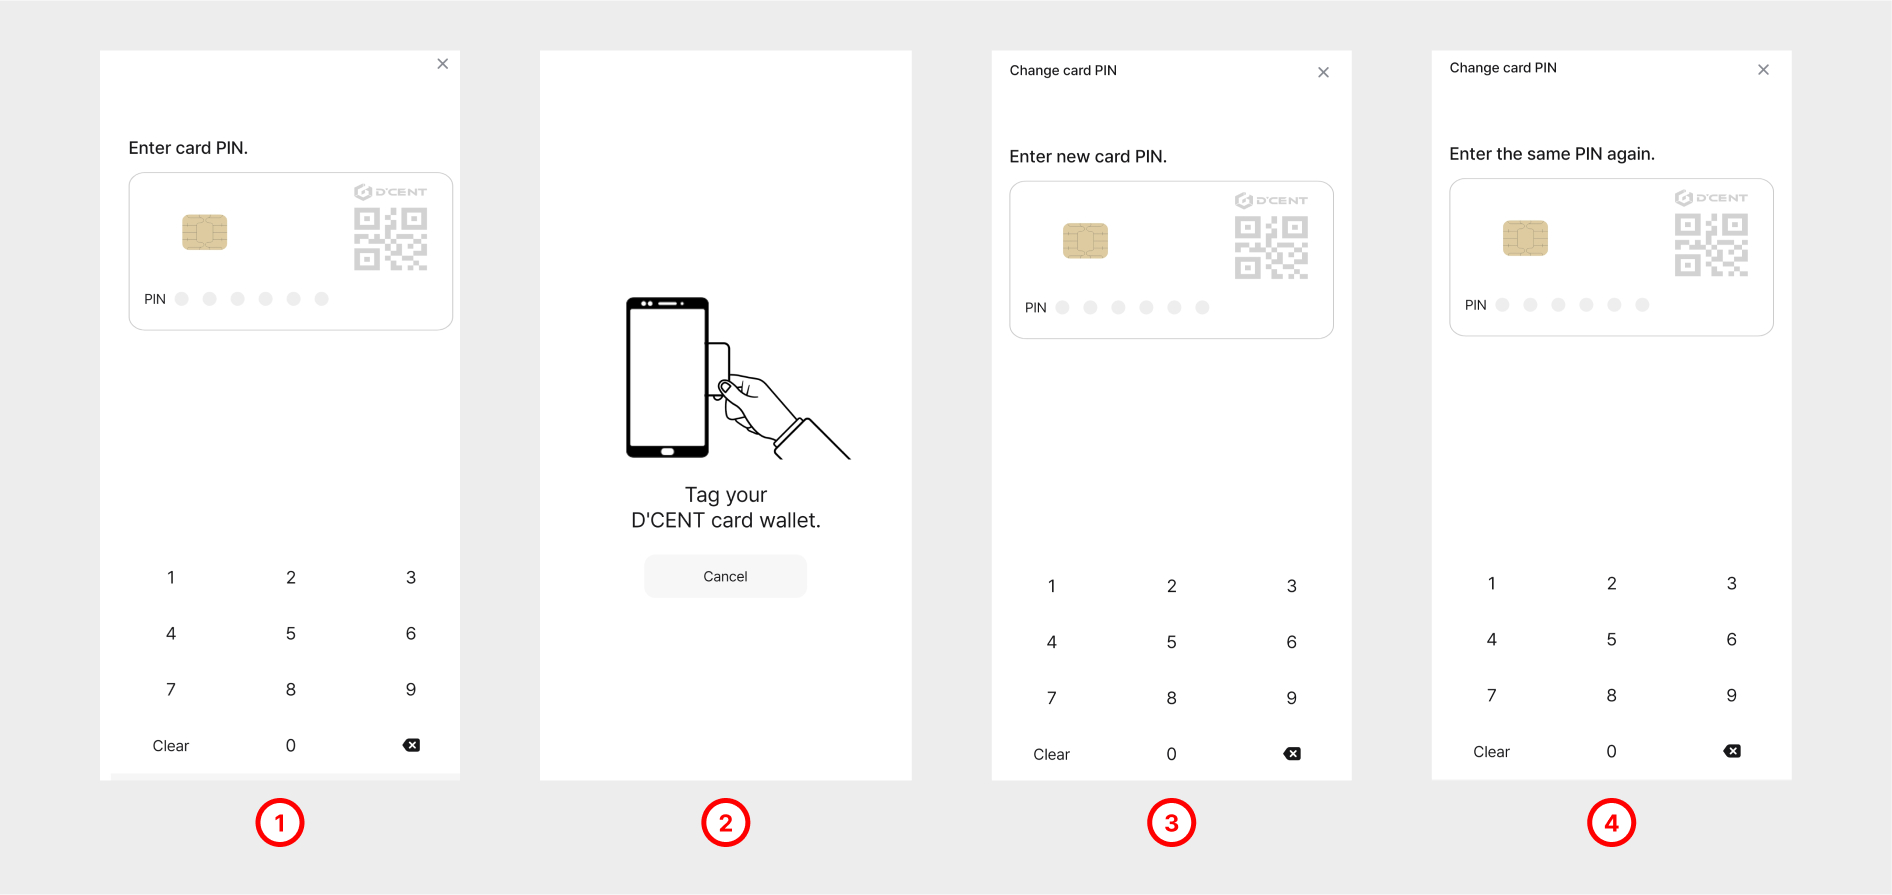 Enter card PIN.
D'CENT
PIN
1 2 3
4 5 6
7 8 9
Clear 0
1
Tag your
D'CENT card wallet.
Cancel
2
Change card PIN
Enter new card PIN.
D'CENT
PIN
1 2 3
4 5 6
7 8 9
Clear 0
3
Change card PIN
Enter the same PIN again.
D'CENT
PIN
1 2 3
4 5 6
7 8 9
Clear 0
4